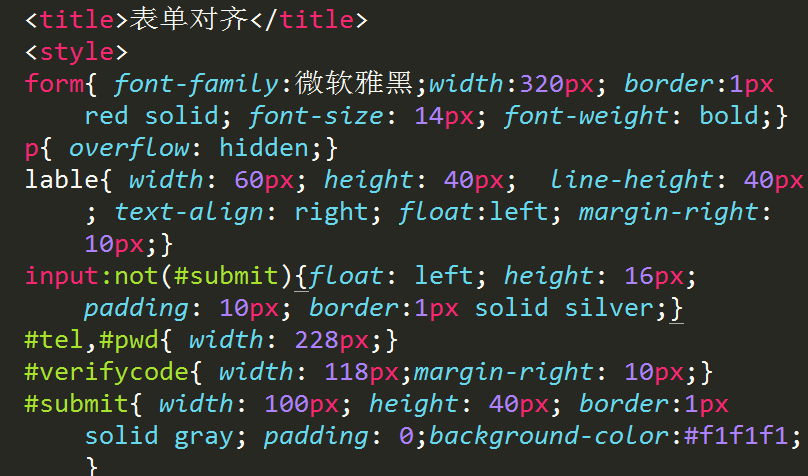 <title>表单对齐</title>
<style>
form{ font-family:微软雅黑;width:320px; border:1px
red solid; font-size: 14px; font-weight: bold;}
p{ overflow: hidden;}
lable{ width: 60px; height: 40px;  line-height: 40px
; text-align: right; float:left; margin-right:
10px;}
input:not(#submit){float: left; height: 16px;
padding: 10px; border:1px solid silver;}
#tel,#pwd{ width: 228px;}
#verifycode{ width: 118px;margin-right: 10px;}
#submit{ width: 100px; height: 40px; border:1px
solid gray; padding: 0;background-color:#f1f1f1;
}